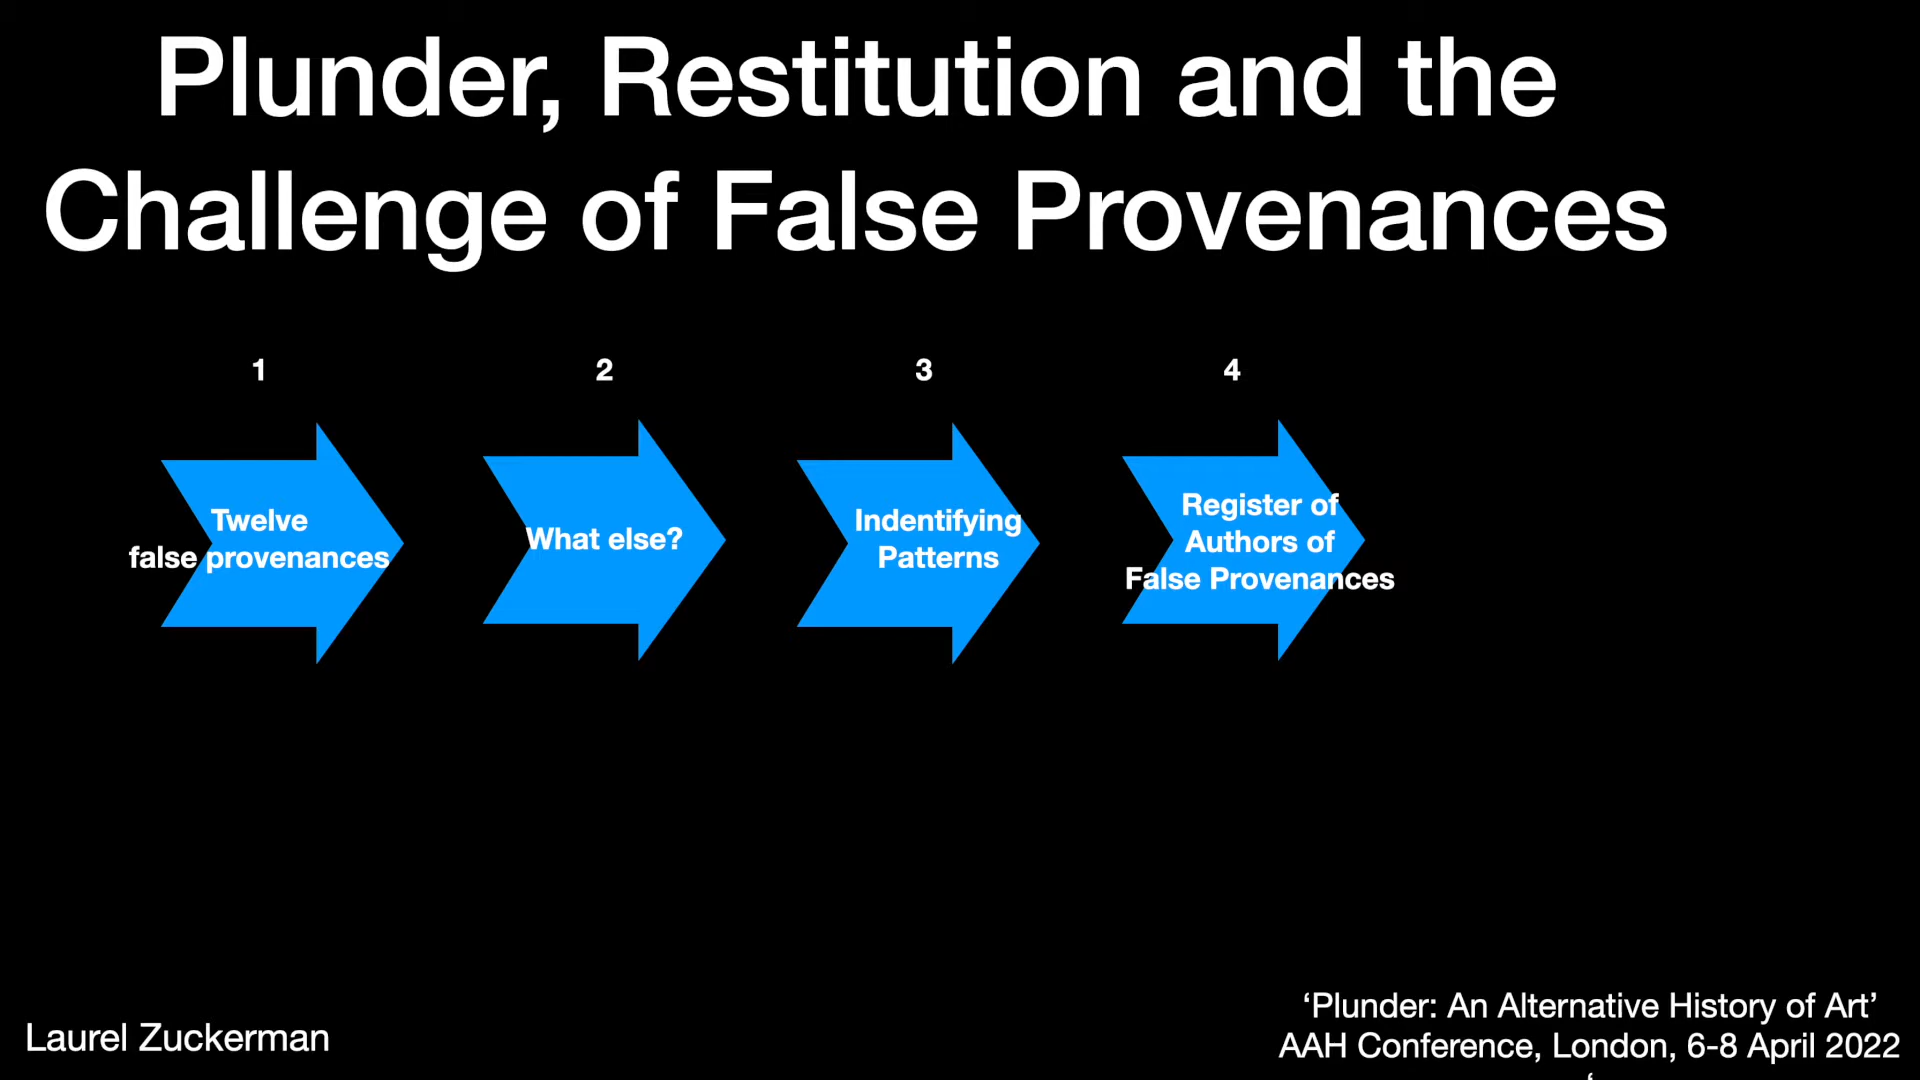 Plunder, Restitution and the
Challenge of False Provenances
1
2
3
4
Twelve
false provenances
What else?
Indentifying
Patterns
Register of
Authors of
False Provenances
Laurel Zuckerman
‘Plunder: An Alternative History of Art’
AAH Conference, London, 6-8 April 2022
‘